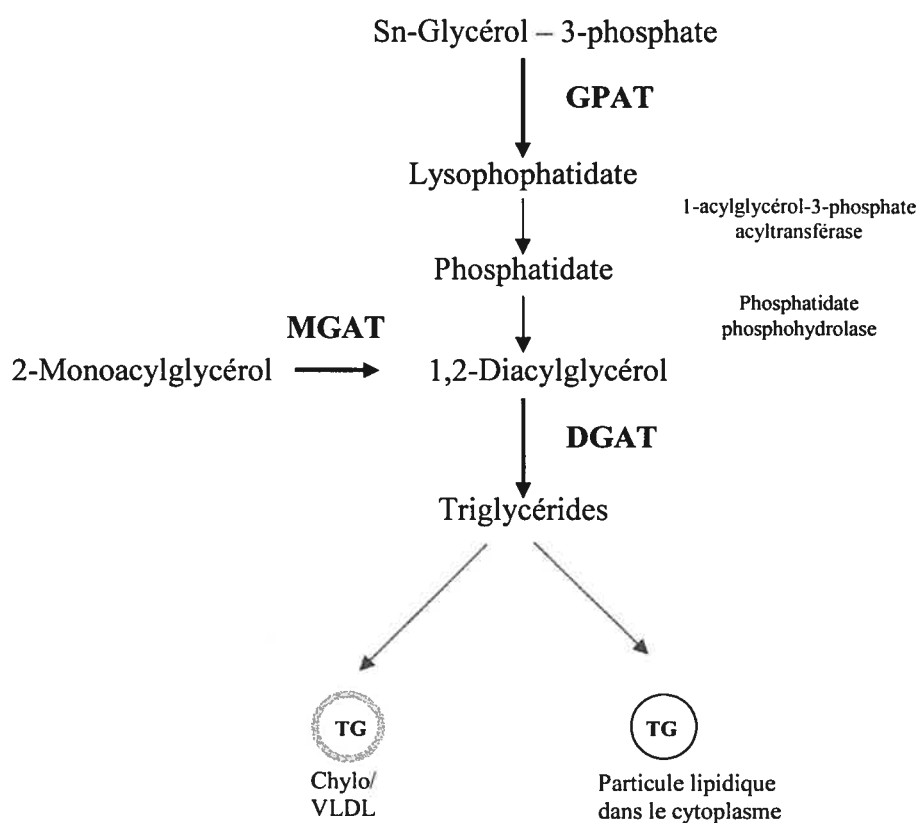 Sn-Glycérol – 3-phosphate
GPAT
Lysophophatidate
1-acylglycérol-3-phosphate
acyltransférase
Phosphatidate
Phosphatidate
phosphohydrolase
MGAT
2-Monoacylglycérol
1,2-Diacylglycérol
DGAT
Triglycérides
TG
Chylo/
VLDL
TG
Particule lipidique
dans le cytoplasme